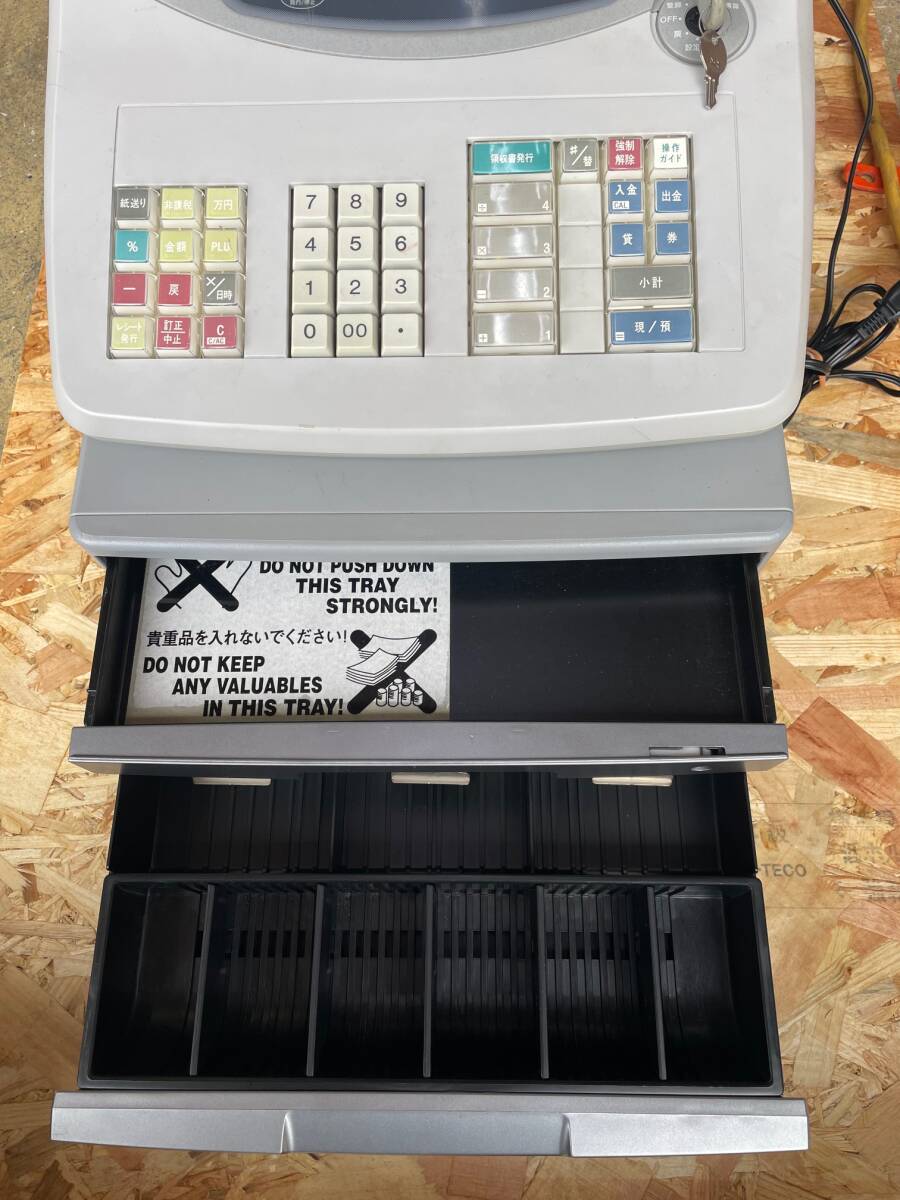 OFF
戻
設定
領収書発行
#/替
強制
解除
操作
ガイド
紙送り
非課税
万円
7
8
9
÷
4
入金
CAL
出金
%
金額
PLU
4
5
6
×
3
貸
券
−
戻
×/日時
1
2
3
−
2
小計
レシート
発行
訂正
中止
C
C/AC
0
00
・
+
1
=
現/預
DO NOT PUSH DOWN
THIS TRAY
STRONGLY!
貴重品を入れないでください!
DO NOT KEEP
ANY VALUABLES
IN THIS TRAY!
TECO